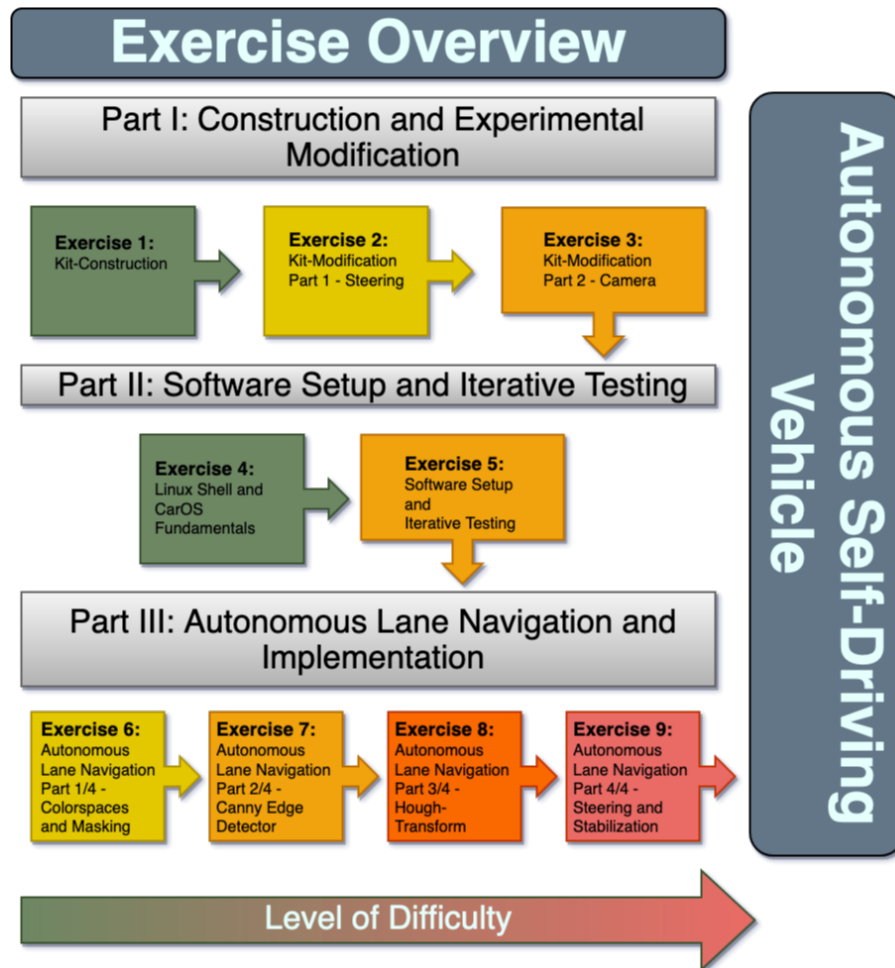 Exercise Overview
Part I: Construction and Experimental
Modification
Exercise 1:
Kit-Construction
Exercise 2:
Kit-Modification
Part 1 - Steering
Exercise 3:
Kit-Modification
Part 2 - Camera
Part II: Software Setup and Iterative Testing
Exercise 4:
Linux Shell and
CarOS
Fundamentals
Exercise 5:
Software Setup
and
Iterative Testing
Part III: Autonomous Lane Navigation and
Implementation
Exercise 6:
Autonomous
Lane Navigation
Part 1/4 -
Colorspaces
and Masking
Exercise 7:
Autonomous
Lane Navigation
Part 2/4 -
Canny Edge
Detector
Exercise 8:
Autonomous
Lane Navigation
Part 3/4 -
Hough-
Transform
Exercise 9:
Autonomous
Lane Navigation
Part 4/4 -
Steering and
Stabilization
Level of Difficulty
Autonomous Self-Driving
Vehicle